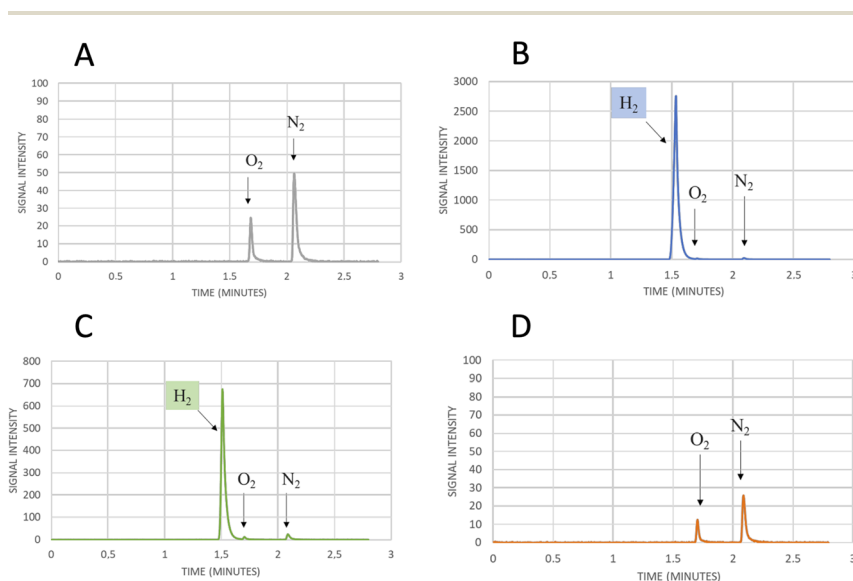 A
100
90
80
70
60
50
40
30
20
10
0
SIGNAL INTENSITY
O₂
N₂
0 0.5 1 1.5 2 2.5 3
TIME (MINUTES)
B
3000
2500
2000
1500
1000
500
0
SIGNAL INTENSITY
H₂
O₂
N₂
0 0.5 1 1.5 2 2.5 3
TIME (MINUTES)
C
800
700
600
500
400
300
200
100
0
SIGNAL INTENSITY
H₂
O₂
N₂
0 0.5 1 1.5 2 2.5 3
TIME (MINUTES)
D
100
90
80
70
60
50
40
30
20
10
0
SIGNAL INTENSITY
O₂
N₂
0 0.5 1 1.5 2 2.5 3
TIME (MINUTES)